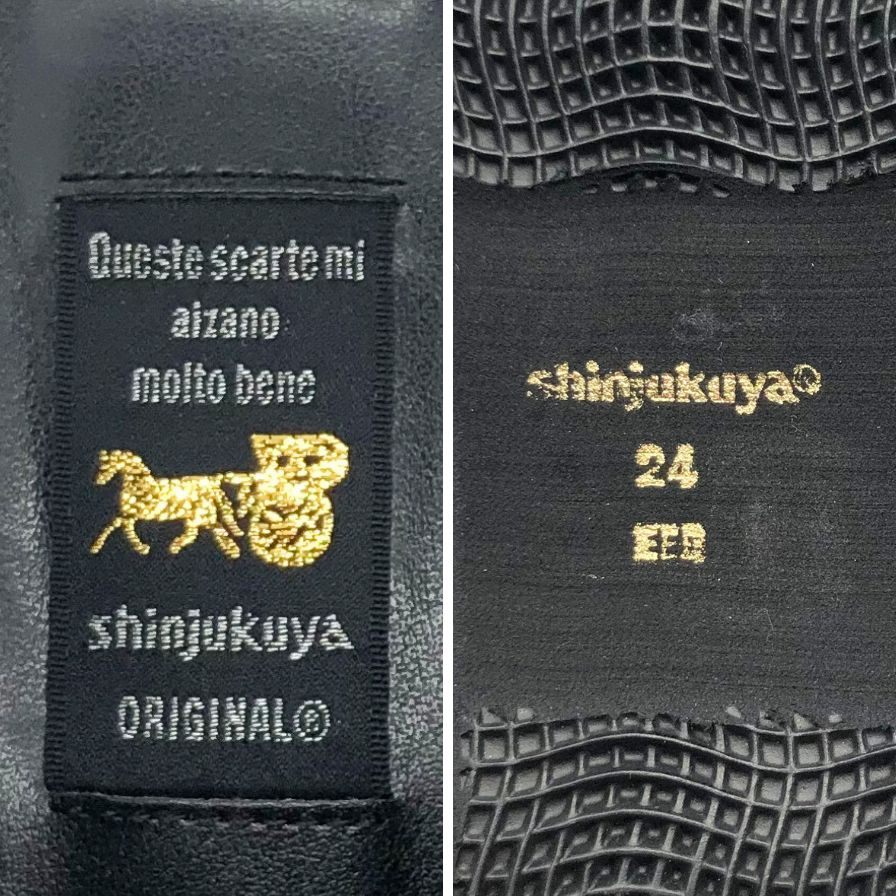 Queste scarte mi
aizano
molto bene
shinjukuya
ORIGINAL®
shinjukuya®
24
EEE